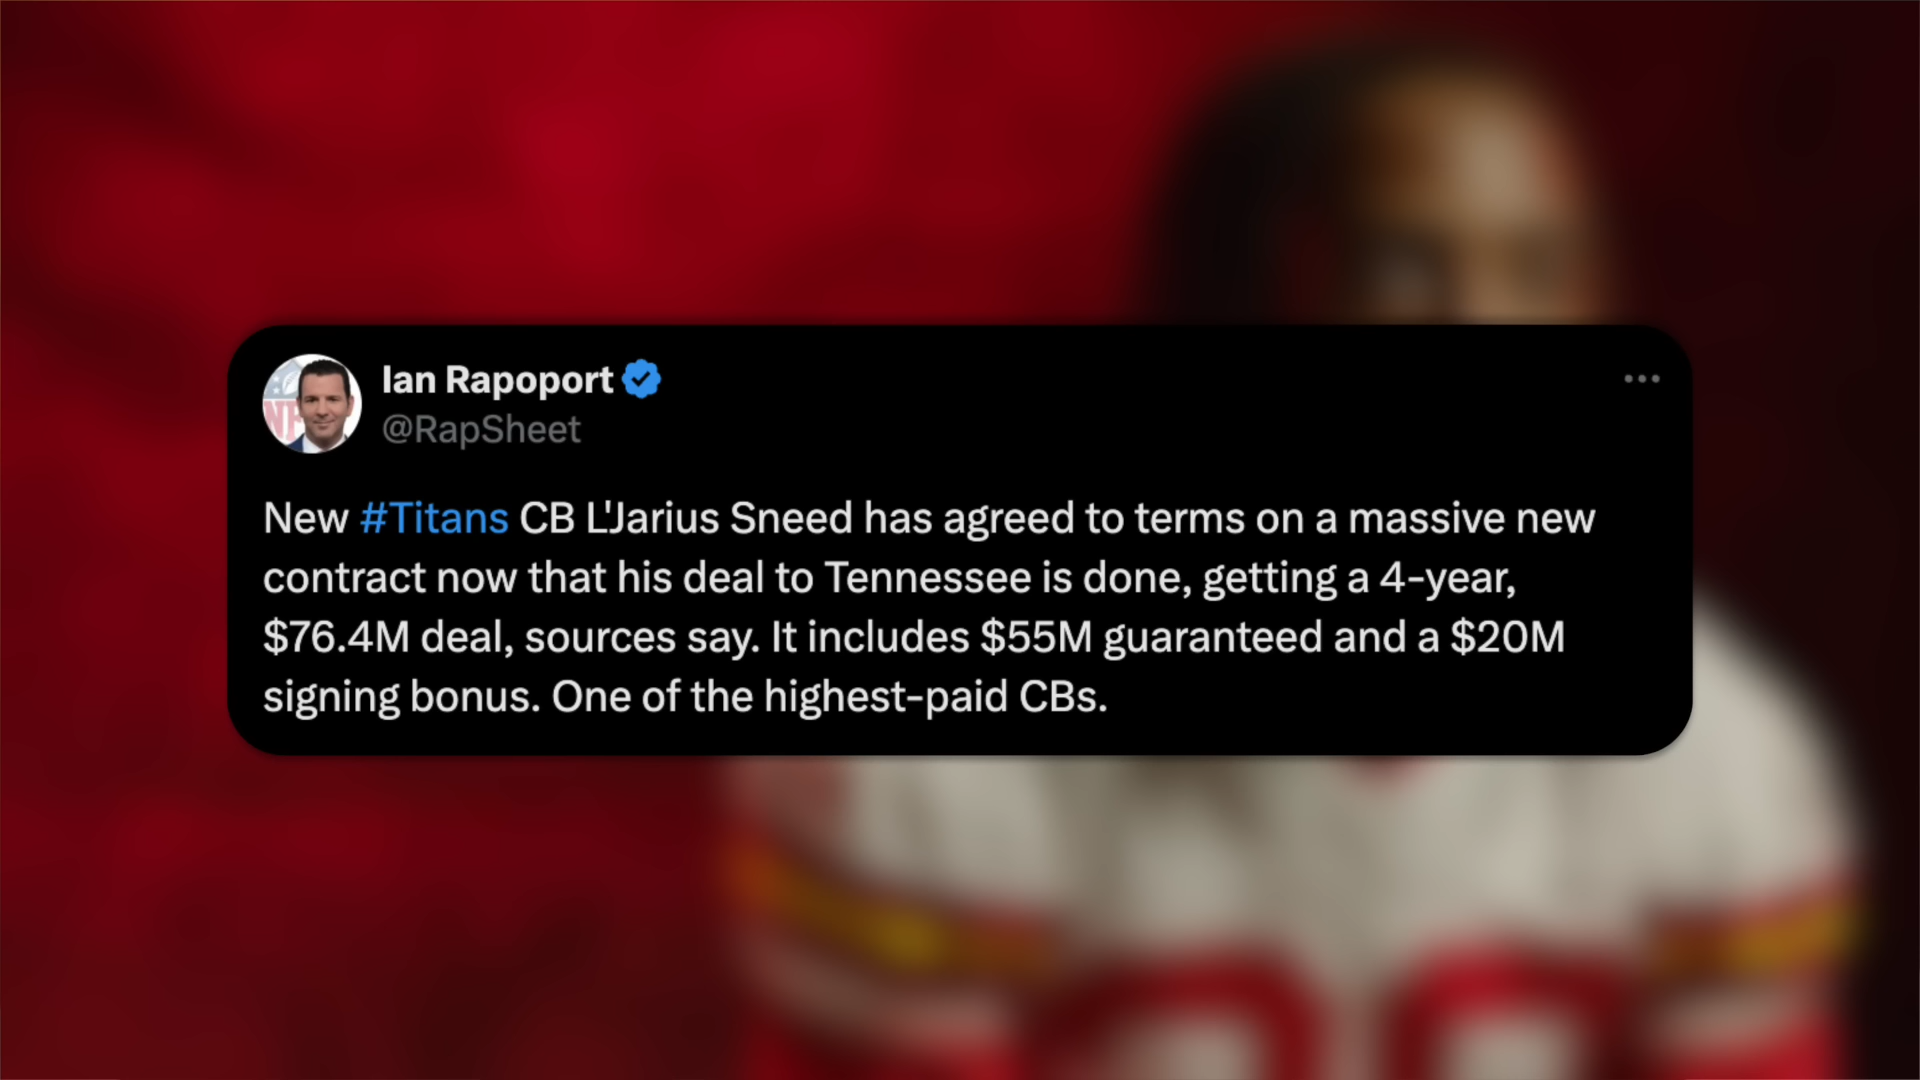 Ian Rapoport
@RapSheet
New #Titans CB L'Jarius Sneed has agreed to terms on a massive new
contract now that his deal to Tennessee is done, getting a 4-year,
$76.4M deal, sources say. It includes $55M guaranteed and a $20M
signing bonus. One of the highest-paid CBs.